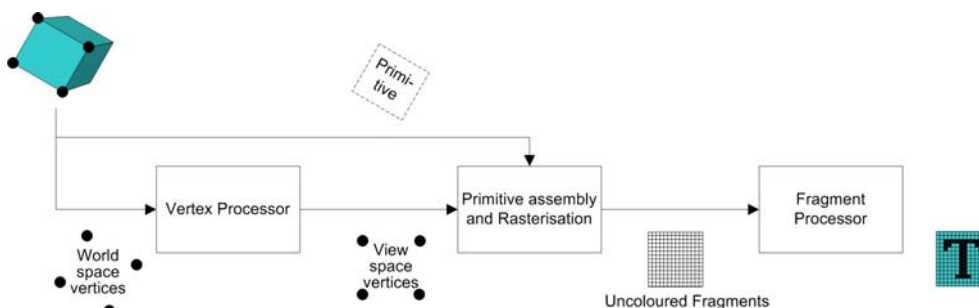 Primi-
tive
Vertex Processor
Primitive assembly
and Rasterisation
Fragment
Processor
World
space
vertices
View
space
vertices
Uncoloured Fragments
T